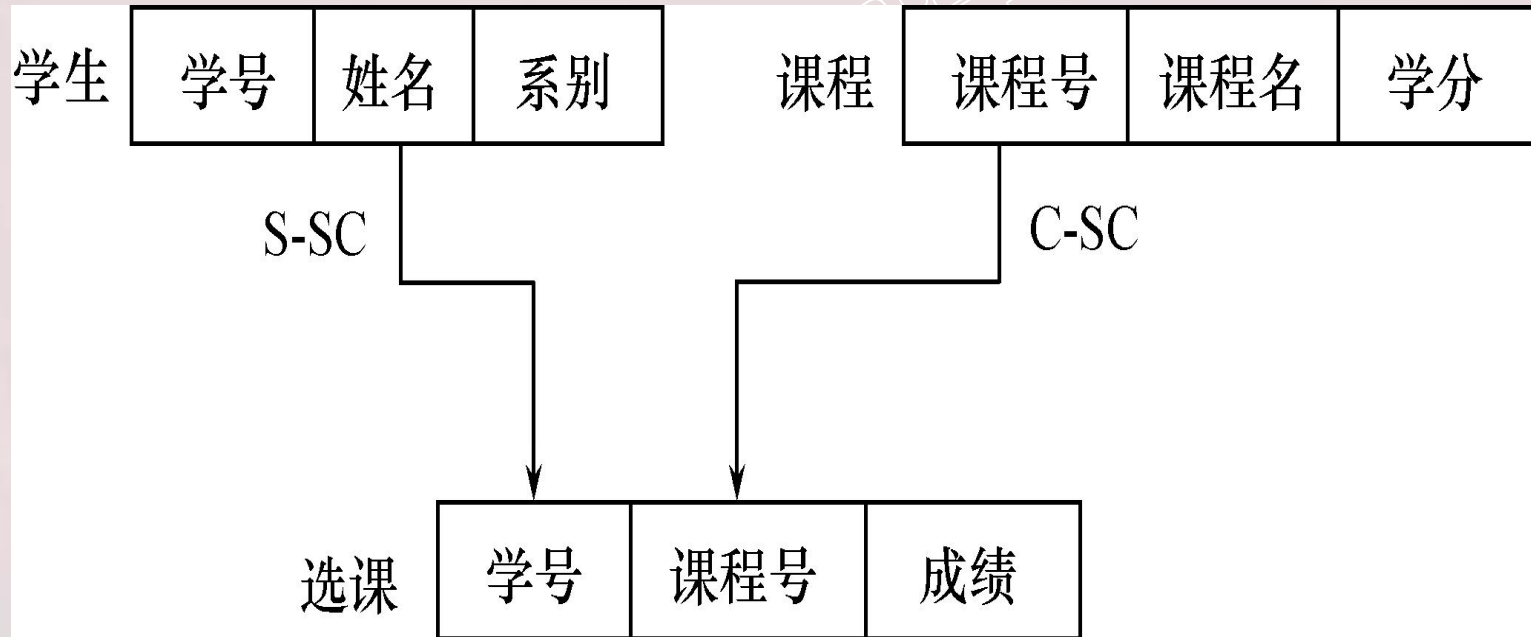 学生 学号 姓名 系别 课程 课程号 课程名 学分
S-SC C-SC
选课 学号 课程号 成绩